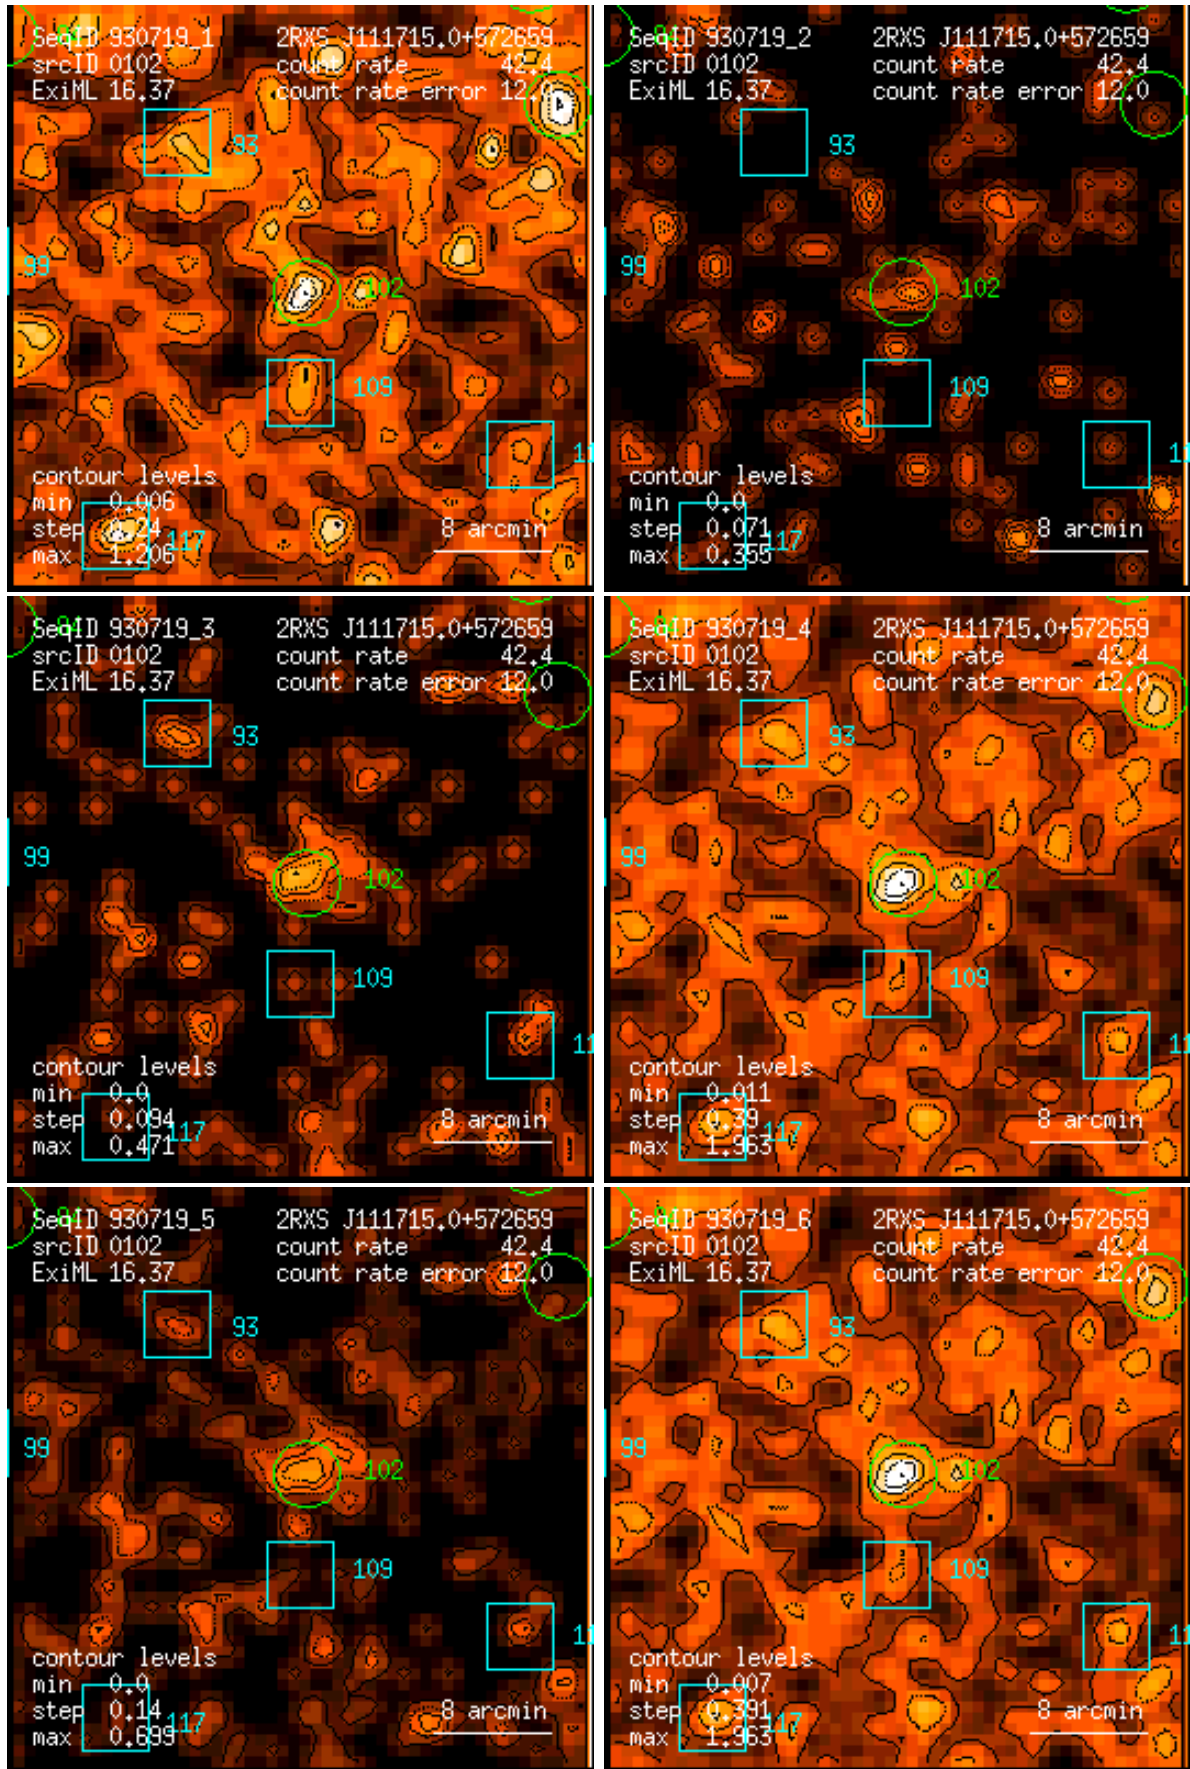 SeqID 930719_1 2RXS J111715.0+572659
srcID 0102 count rate 42.4
ExiML 16.37 count rate error 12.0
93
99
102
109
11
contour levels
min 0.006
step 0.24 8 arcmin
117
max 1.206
SeqID 930719_2 2RXS J111715.0+572659
srcID 0102 count rate 42.4
ExiML 16.37 count rate error 12.0
93
99
102
109
11
contour levels
min 0.0
step 0.071 8 arcmin
117
max 0.355
SeqID 930719_3 2RXS J111715.0+572659
srcID 0102 count rate 42.4
ExiML 16.37 count rate error 12.0
93
99
102
109
11
contour levels
min 0.0
step 0.094 8 arcmin
117
max 0.471
SeqID 930719_4 2RXS J111715.0+572659
srcID 0102 count rate 42.4
ExiML 16.37 count rate error 12.0
93
99
102
109
11
contour levels
min 0.011
step 0.39 8 arcmin
117
max 1.963
SeqID 930719_5 2RXS J111715.0+572659
srcID 0102 count rate 42.4
ExiML 16.37 count rate error 12.0
93
99
102
109
11
contour levels
min 0.0
step 0.14 8 arcmin
117
max 0.699
SeqID 930719_6 2RXS J111715.0+572659
srcID 0102 count rate 42.4
ExiML 16.37 count rate error 12.0
93
99
102
109
11
contour levels
min 0.007
step 0.391 8 arcmin
117
max 1.963